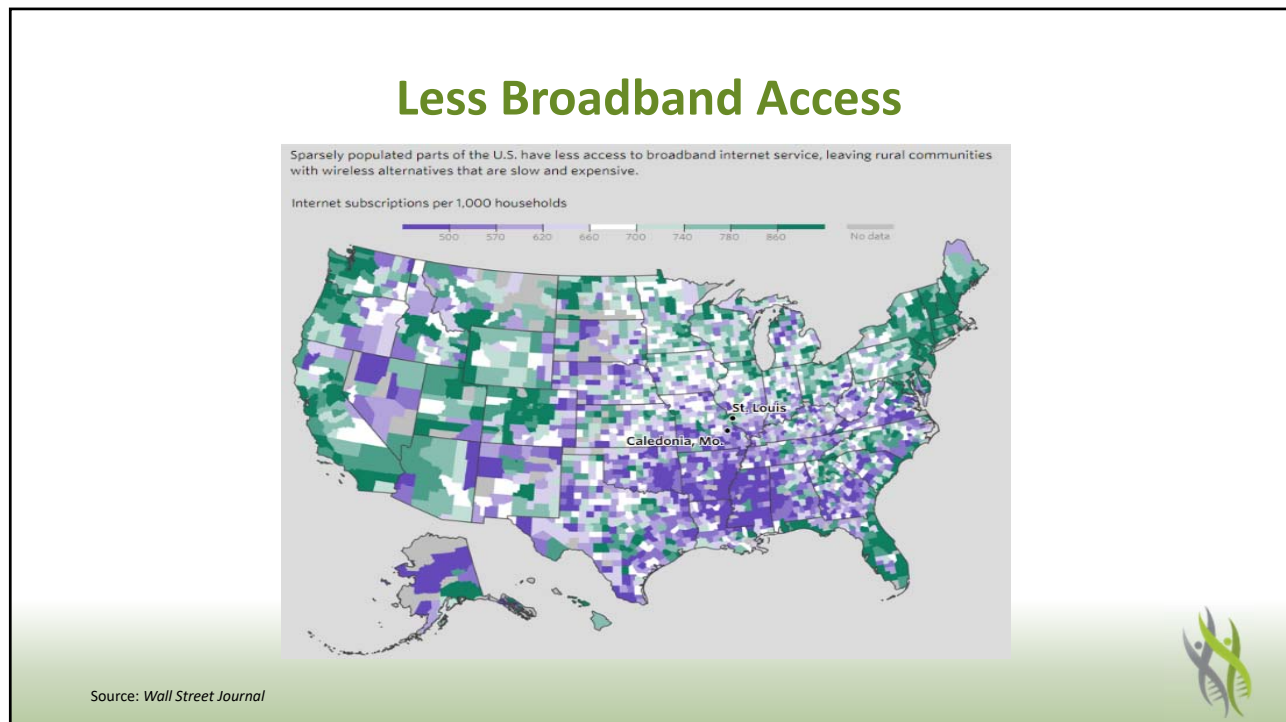 Less Broadband Access
Sparsely populated parts of the U.S. have less access to broadband internet service, leaving rural communities
with wireless alternatives that are slow and expensive.
Internet subscriptions per 1,000 households
500 570 620 660 700 740 780 860 No data
St. Louis
Caledonia, Mo.
Source: Wall Street Journal